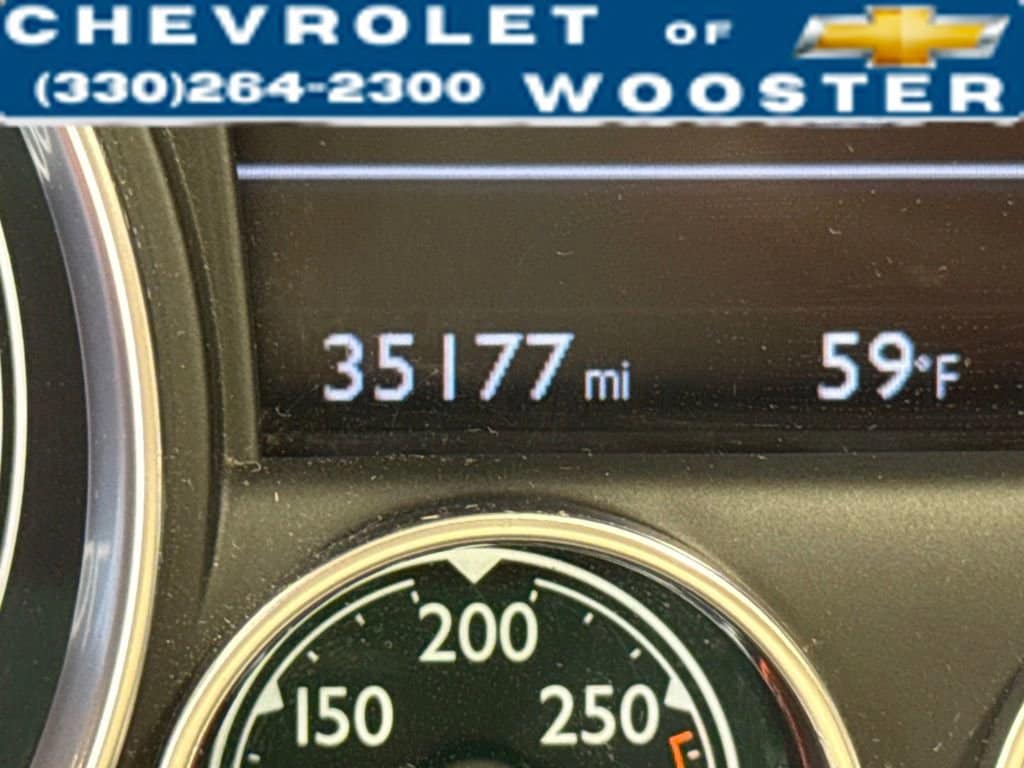 CHEVROLET OF
(330)264-2300 WOOSTER
35177 mi 59°F
200
150 250